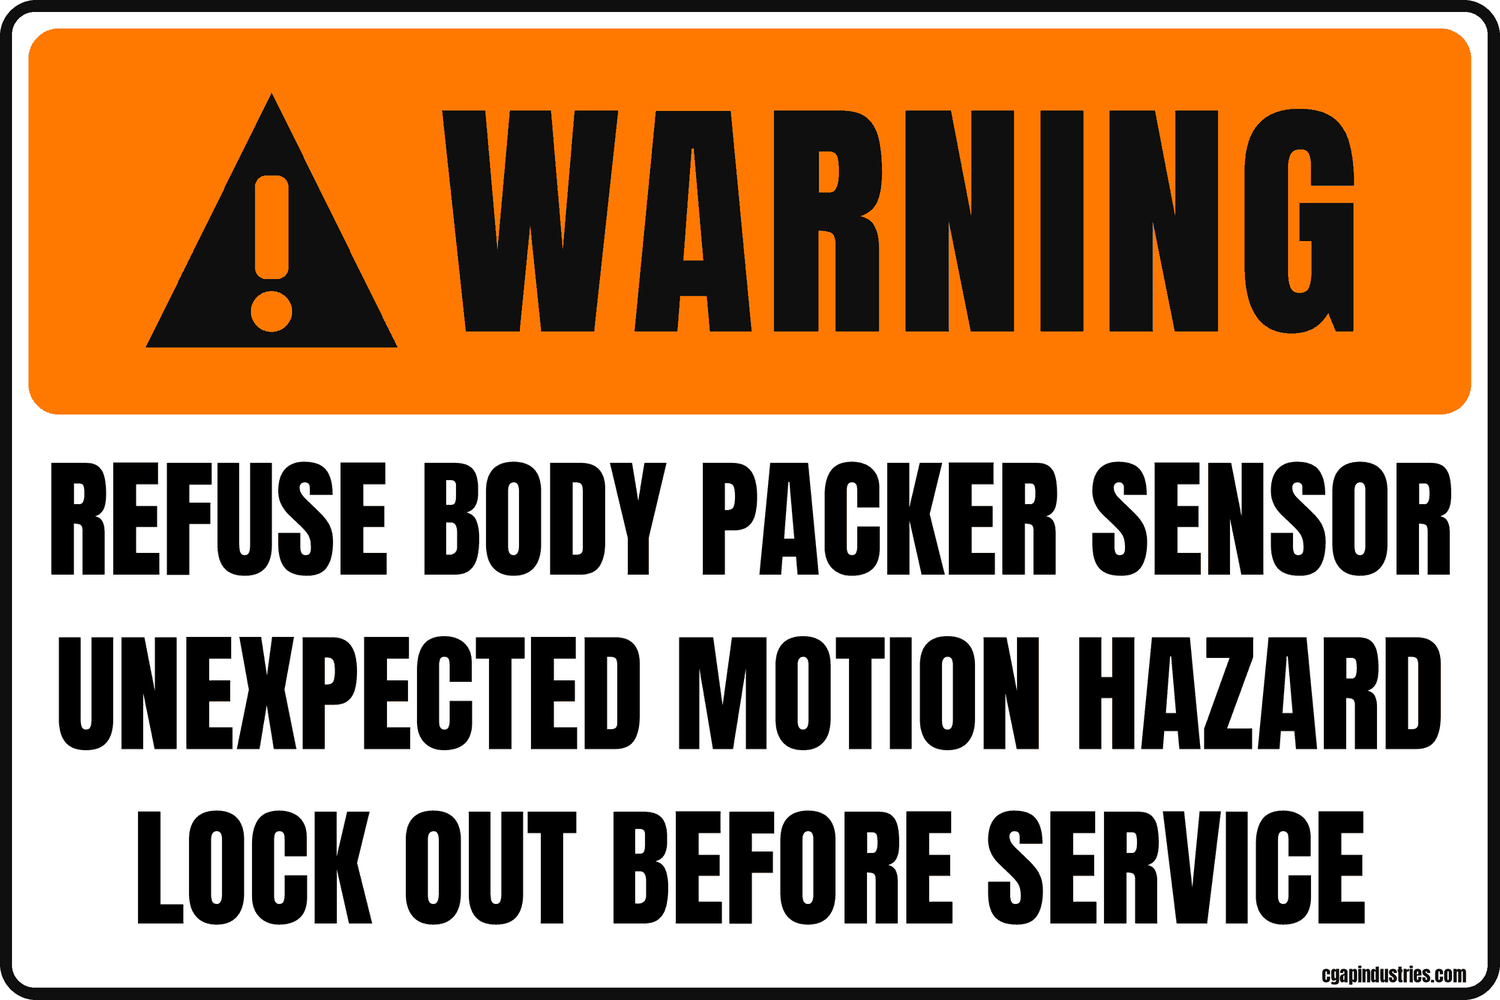 WARNING
REFUSE BODY PACKER SENSOR
UNEXPECTED MOTION HAZARD
LOCK OUT BEFORE SERVICE
cgapindustries.com